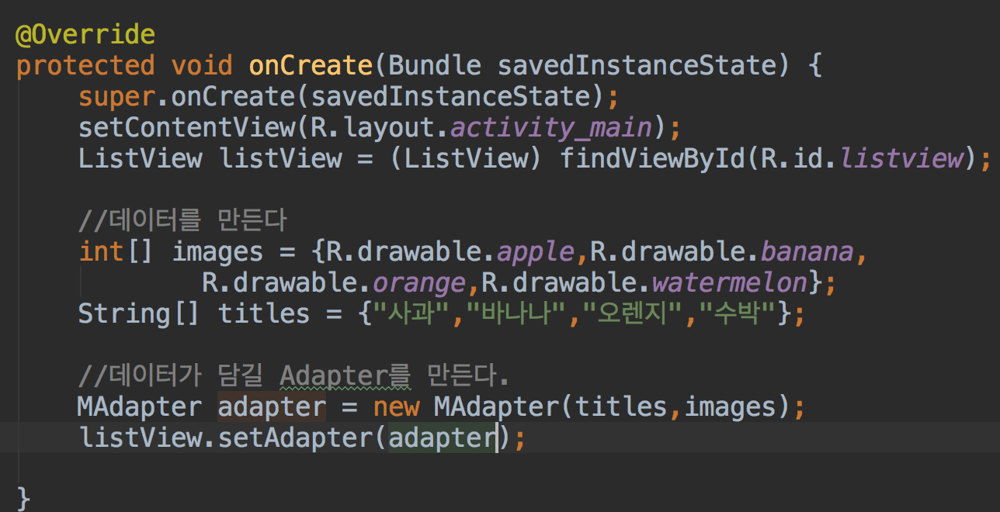 @Override
protected void onCreate(Bundle savedInstanceState) {
    super.onCreate(savedInstanceState);
    setContentView(R.layout.activity_main);
    ListView listView = (ListView) findViewById(R.id.listview);

    //데이터를 만든다
    int[] images = {R.drawable.apple,R.drawable.banana,
            R.drawable.orange,R.drawable.watermelon};
    String[] titles = {"사과","바나나","오렌지","수박"};

    //데이터가 담길 Adapter를 만든다.
    MAdapter adapter = new MAdapter(titles,images);
    listView.setAdapter(adapter);

}